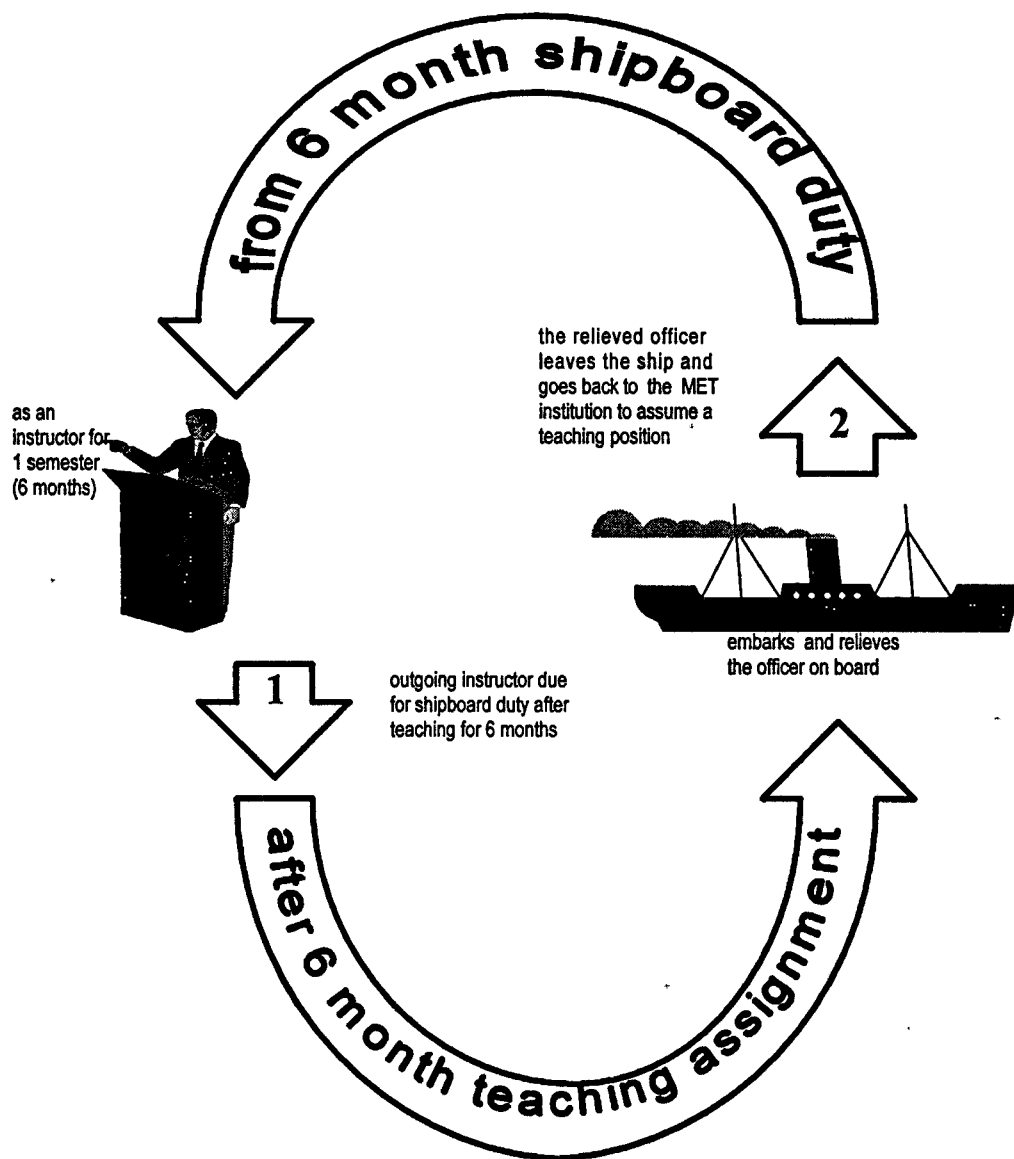 from 6 month shipboard duty
the relieved officer
leaves the ship and
goes back to the MET
institution to assume a
teaching position
2
as an
instructor for
1 semester
(6 months)
embarks and relieves
the officer on board
1
outgoing instructor due
for shipboard duty after
teaching for 6 months
after 6 month teaching assignment